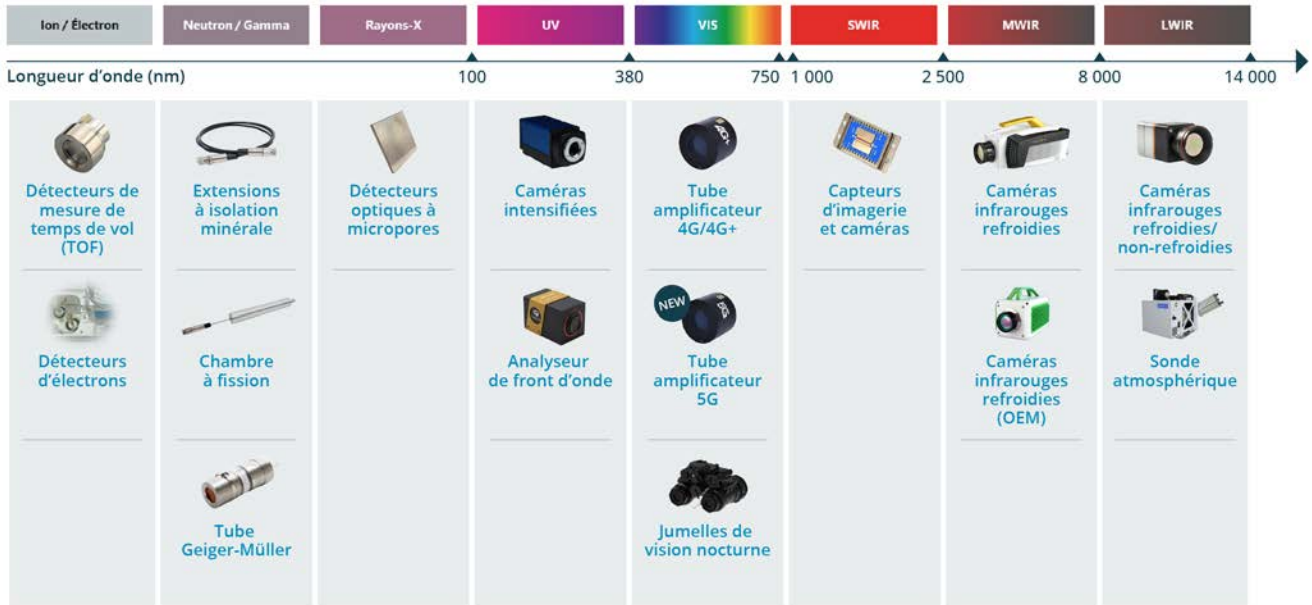 Ion / Électron
Neutron / Gamma
Rayons-X
UV
VIS
SWIR
MWIR
LWIR
Longueur d'onde (nm)
100
380
750
1 000
2 500
8 000
14 000
Détecteurs de
mesure de
temps de vol
(TOF)
Extensions
à isolation
minérale
Détecteurs
optiques à
micropores
Caméras
intensifiées
4G+
Tube
amplificateur
4G/4G+
Capteurs
d'imagerie
et caméras
Caméras
infrarouges
refroidies
Caméras
infrarouges
refroidies/
non-refroidies
Détecteurs
d'électrons
Chambre
à fission
Analyseur
de front d'onde
NEW
5G
Tube
amplificateur
5G
Caméras
infrarouges
refroidies
(OEM)
Sonde
atmosphérique
Tube
Geiger-Müller
Jumelles de
vision nocturne